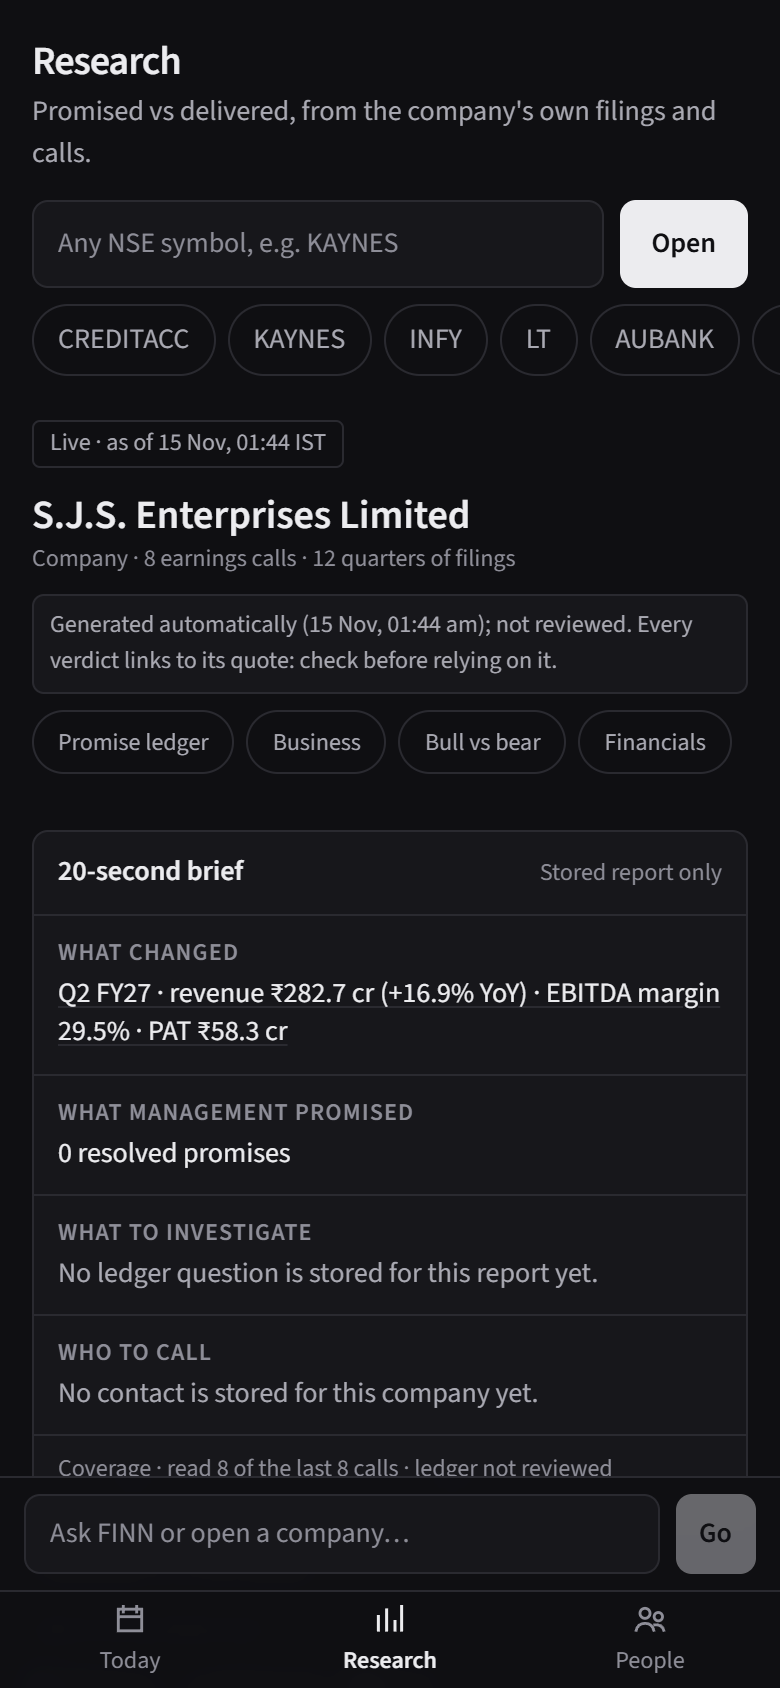 Research
Promised vs delivered, from the company's own filings and
calls.
Any NSE symbol, e.g. KAYNES
Open
CREDITACC
KAYNES
INFY
LT
AUBANK
Live · as of 15 Nov, 01:44 IST
S.J.S. Enterprises Limited
Company · 8 earnings calls · 12 quarters of filings
Generated automatically (15 Nov, 01:44 am); not reviewed. Every
verdict links to its quote: check before relying on it.
Promise ledger
Business
Bull vs bear
Financials
20-second brief
Stored report only
WHAT CHANGED
Q2 FY27 · revenue ₹282.7 cr (+16.9% YoY) · EBITDA margin
29.5% · PAT ₹58.3 cr
WHAT MANAGEMENT PROMISED
0 resolved promises
WHAT TO INVESTIGATE
No ledger question is stored for this report yet.
WHO TO CALL
No contact is stored for this company yet.
Coverage · read 8 of the last 8 calls · ledger not reviewed
Ask FINN or open a company…
Go
Today
Research
People